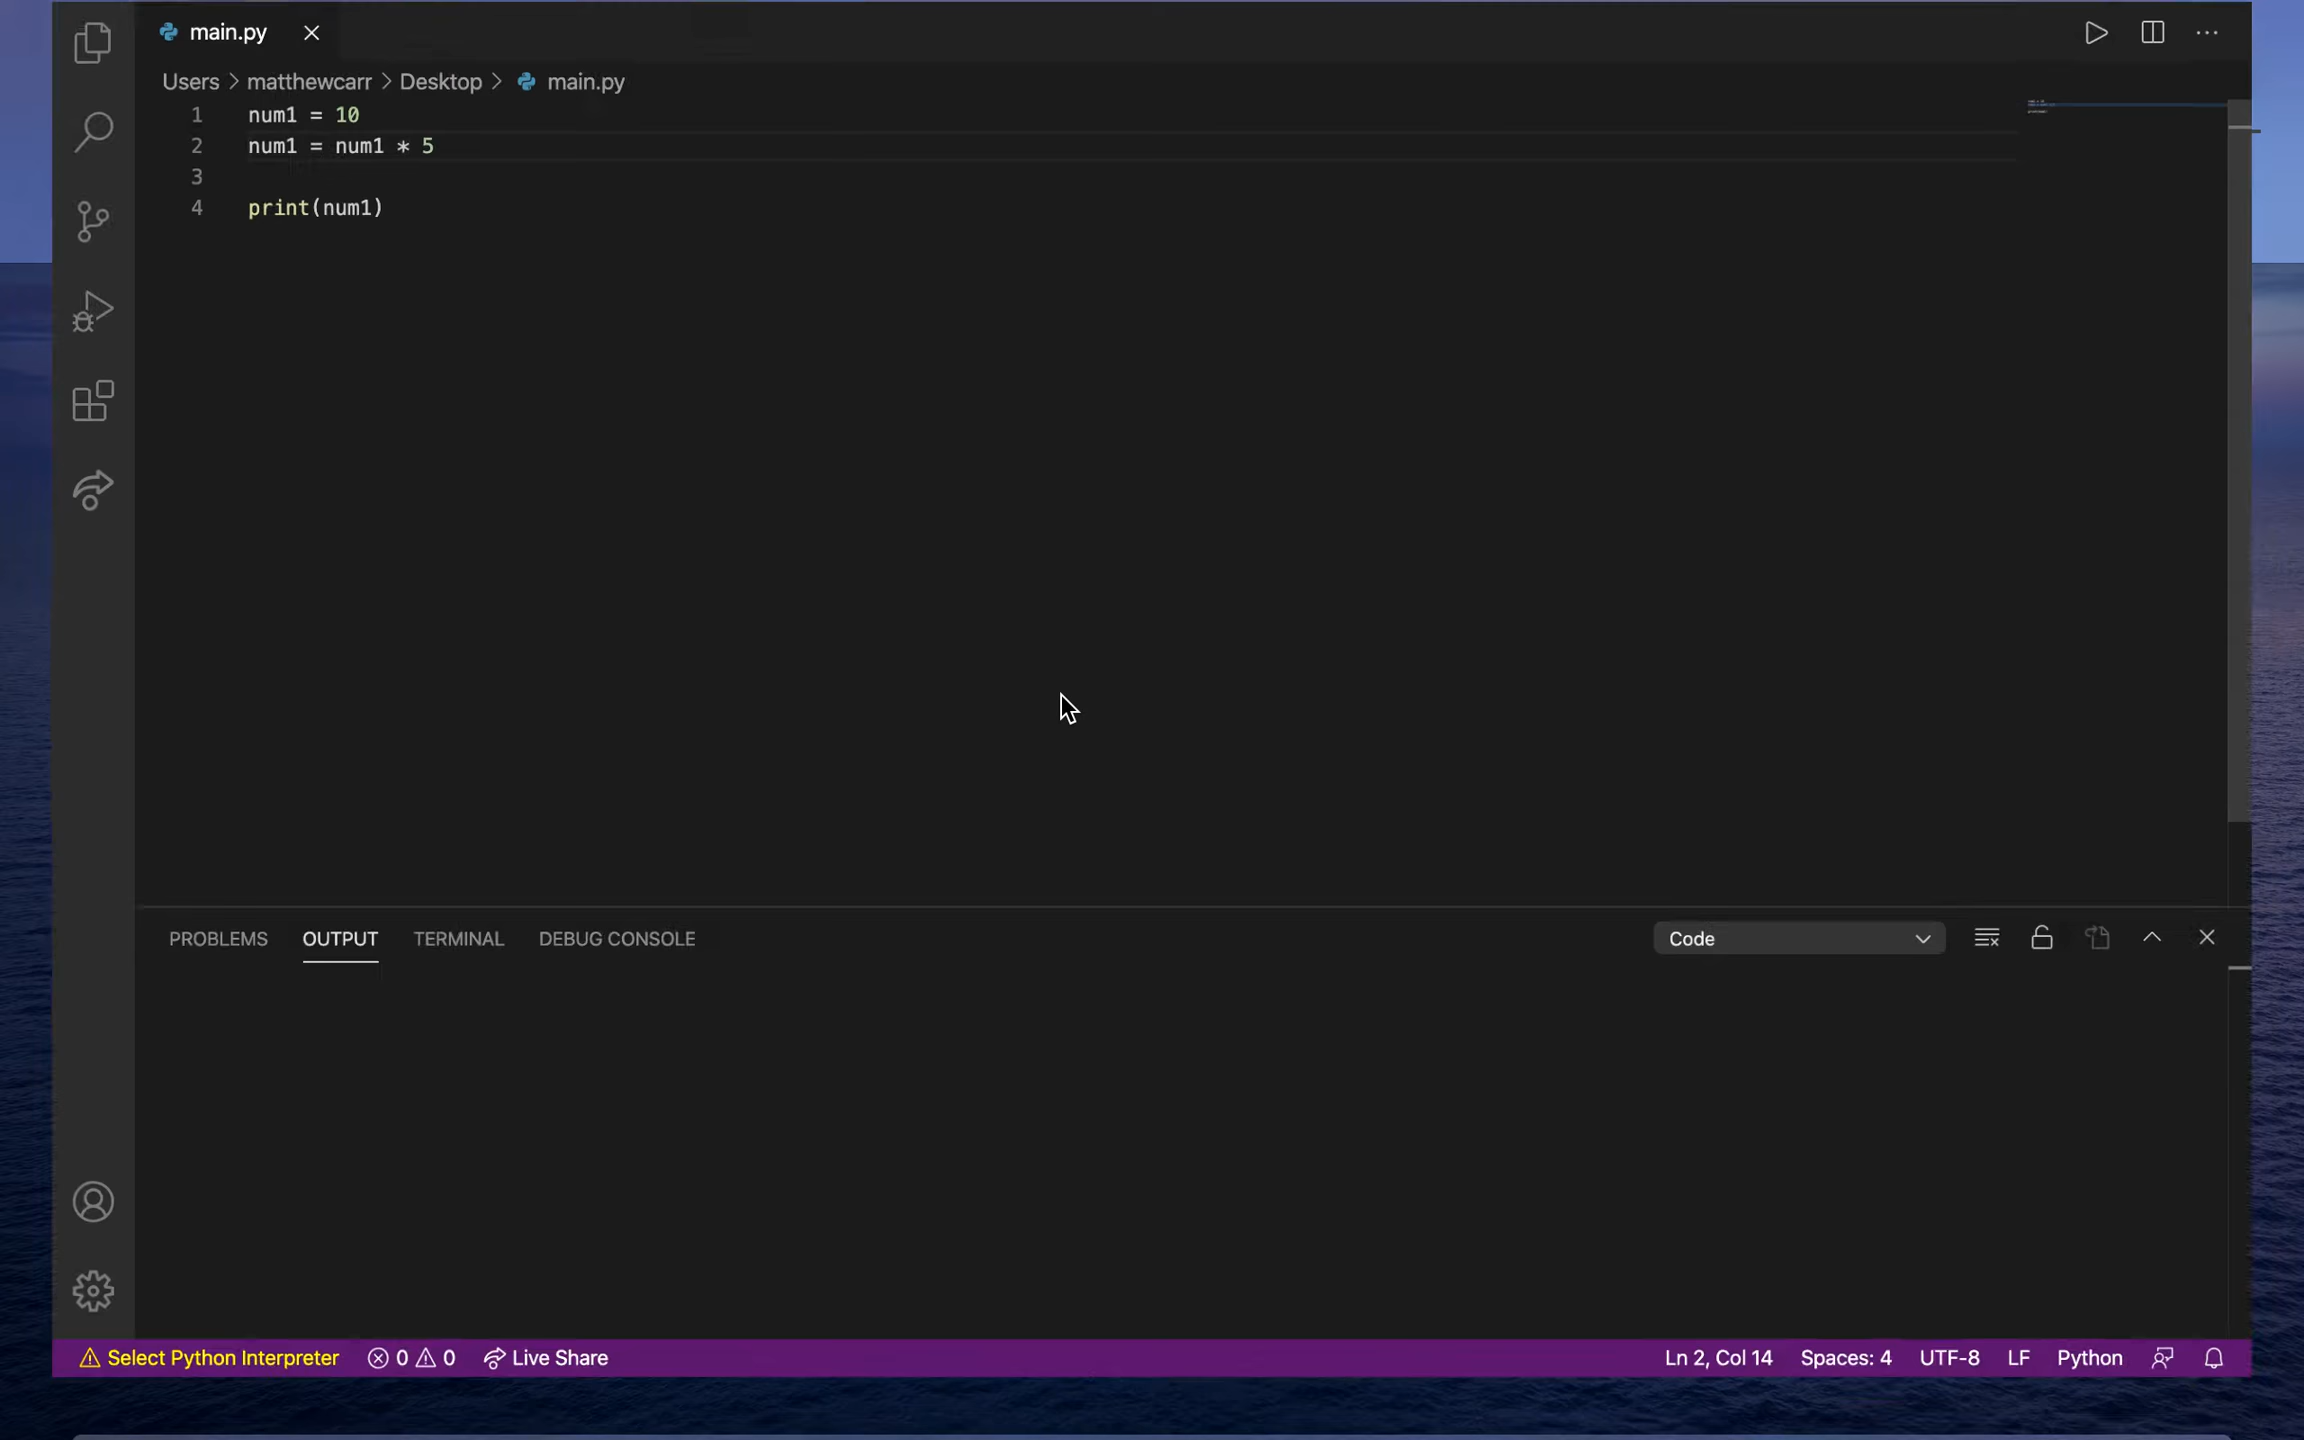 main.py
Users > matthewcarr > Desktop > main.py
1 num1 = 10
2 num1 = num1 * 5
3
4 print(num1)
PROBLEMS OUTPUT TERMINAL DEBUG CONSOLE Code
Select Python Interpreter 0 0 Live Share Ln 2, Col 14 Spaces: 4 UTF-8 LF Python